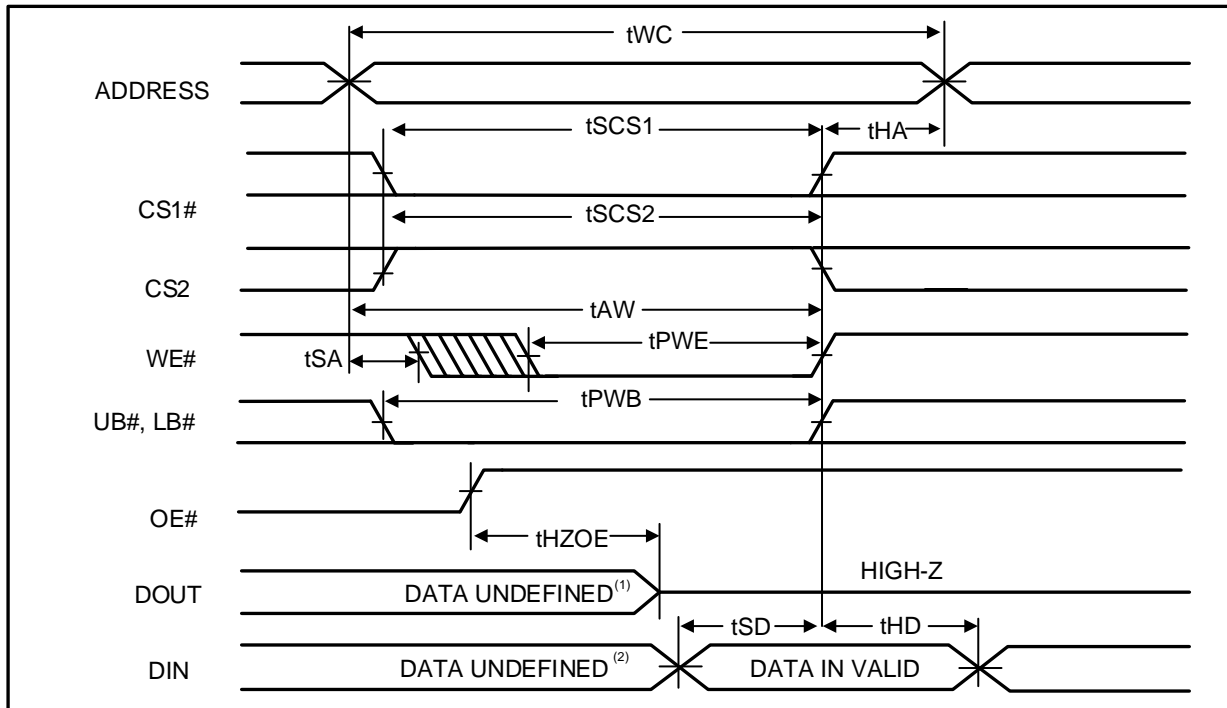 tWC
ADDRESS
tSCS1
tHA
CS1#
tSCS2
CS2
tAW
WE#
tSA
tPWE
UB#, LB#
tPWB
OE#
tHZOE
DOUT
DATA UNDEFINED(1)
HIGH-Z
tSD
tHD
DIN
DATA UNDEFINED (2)
DATA IN VALID